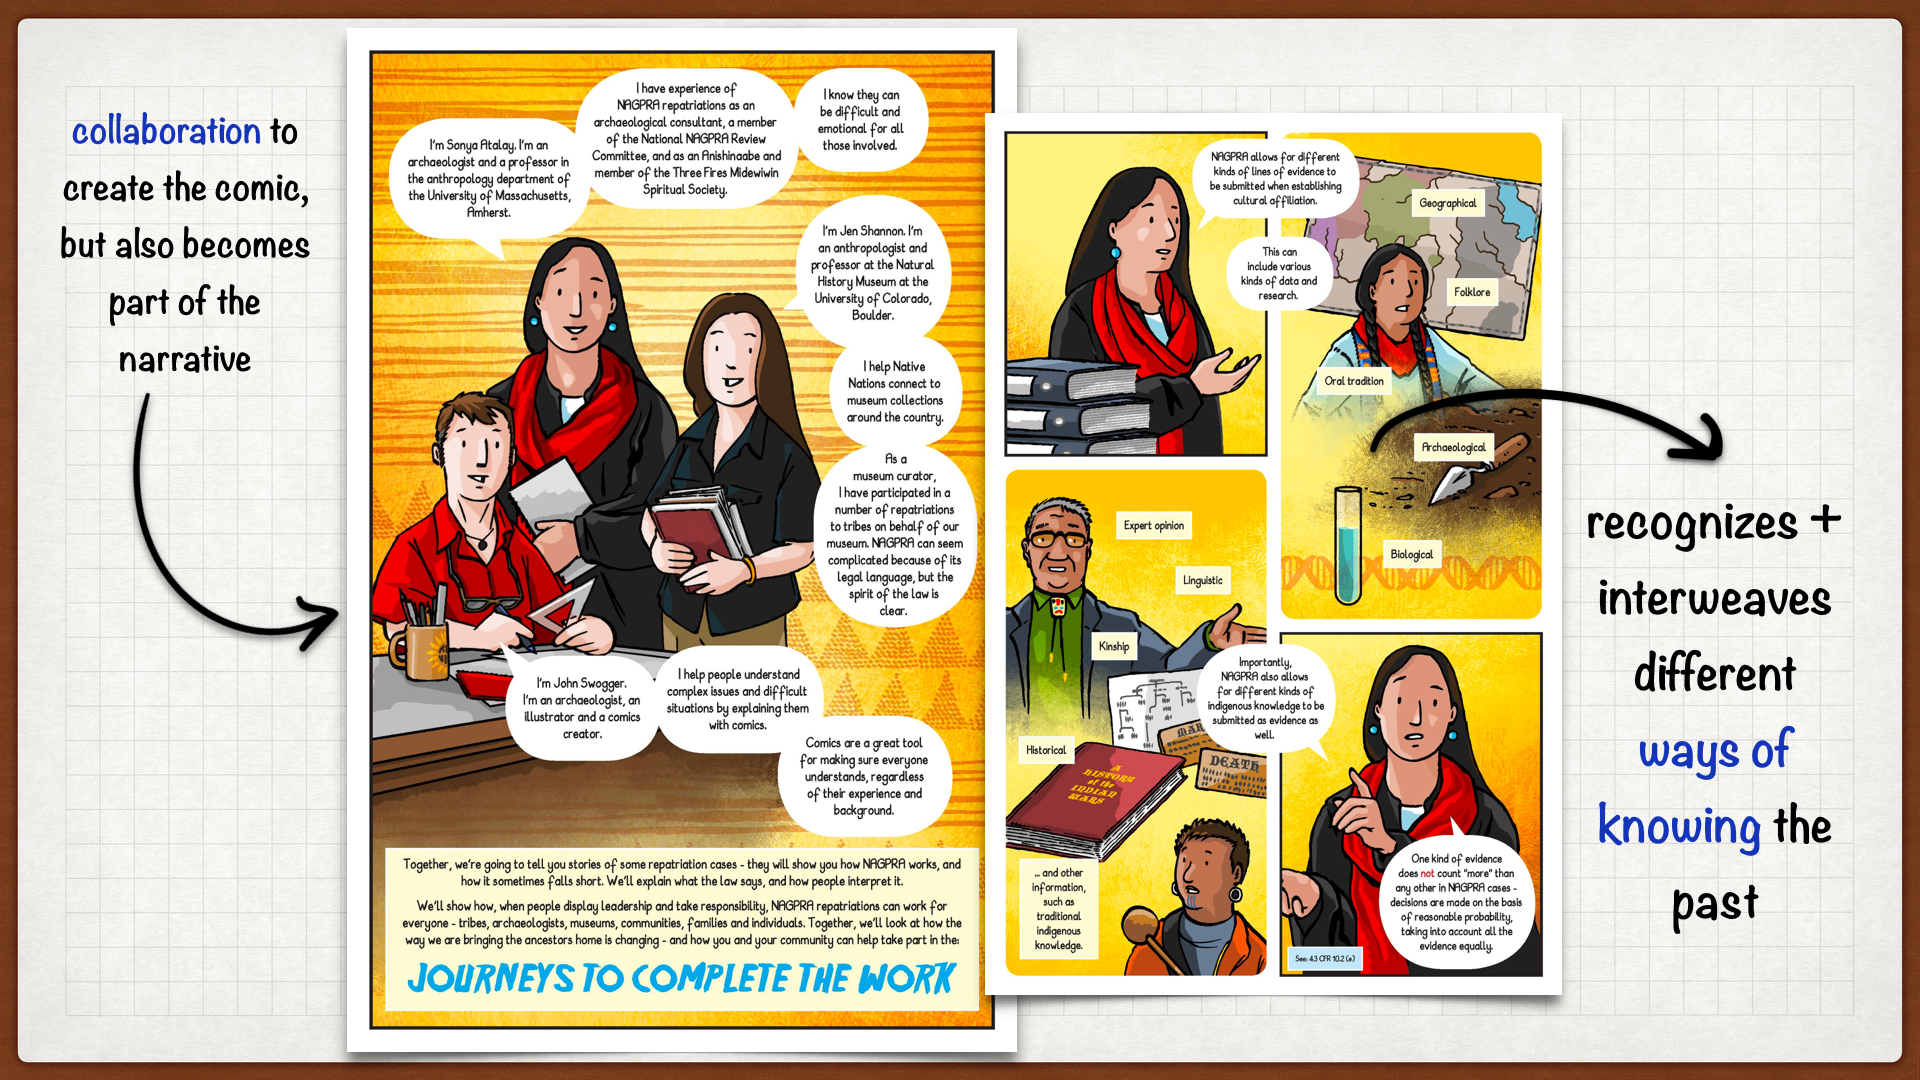 collaboration to
create the comic,
but also becomes
part of the
narrative
I'm Sonya Atalay. I'm an
archaeologist and a professor in
the anthropology department of
the University of Massachusetts,
Amherst.
I have experience of
NAGPRA repatriations as an
archaeological consultant, a member
of the National NAGPRA Review
Committee, and as an Anishinaabe and
member of the Three Fires Midewiwin
Spiritual Society.
I know they can
be difficult and
emotional for all
those involved.
I'm Jen Shannon. I'm
an anthropologist and
professor at the Natural
History Museum at the
University of Colorado,
Boulder.
I help Native
Nations connect to
museum collections
around the country.
As a
museum curator,
I have participated in a
number of repatriations
to tribes on behalf of our
museum. NAGPRA can seem
complicated because of its
legal language, but the
spirit of the law is
clear.
I'm John Swogger.
I'm an archaeologist, an
illustrator and a comics
creator.
I help people understand
complex issues and difficult
situations by explaining them
with comics.
Comics are a great tool
for making sure everyone
understands, regardless
of their experience and
background.
Together, we're going to tell you stories of some repatriation cases - they will show you how NAGPRA works, and
how it sometimes falls short. We'll explain what the law says, and how people interpret it.
We'll show how, when people display leadership and take responsibility, NAGPRA repatriations can work for
everyone - tribes, archaeologists, museums, communities, families and individuals. Together, we'll look at how the
way we are bringing the ancestors home is changing - and how you and your community can help take part in the:
JOURNEYS TO COMPLETE THE WORK
NAGPRA allows for different
kinds of lines of evidence to
be submitted when establishing
cultural affiliation.
This can
include various
kinds of data and
research.
Geographical
Folklore
Oral tradition
Archaeological
Biological
Expert opinion
Linguistic
Kinship
Historical
A
HISTORY
of the
INDIAN
WARS
MAR
DEATH
... and other
information,
such as
traditional
indigenous
knowledge.
Importantly,
NAGPRA also allows
for different kinds of
indigenous knowledge to be
submitted as evidence as
well.
One kind of evidence
does not count "more" than
any other in NAGPRA cases -
decisions are made on the basis
of reasonable probability,
taking into account all the
evidence equally.
See: 43 CFR 10.2 (e)
recognizes +
interweaves
different
ways of
knowing the
past